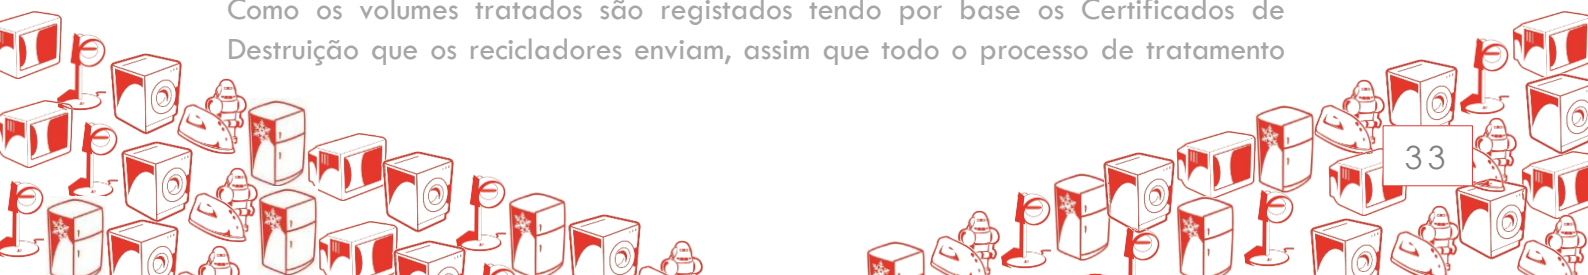 Como os volumes tratados são registados tendo por base os Certificados de
Destruição que os recicladores enviam, assim que todo o processo de tratamento
33